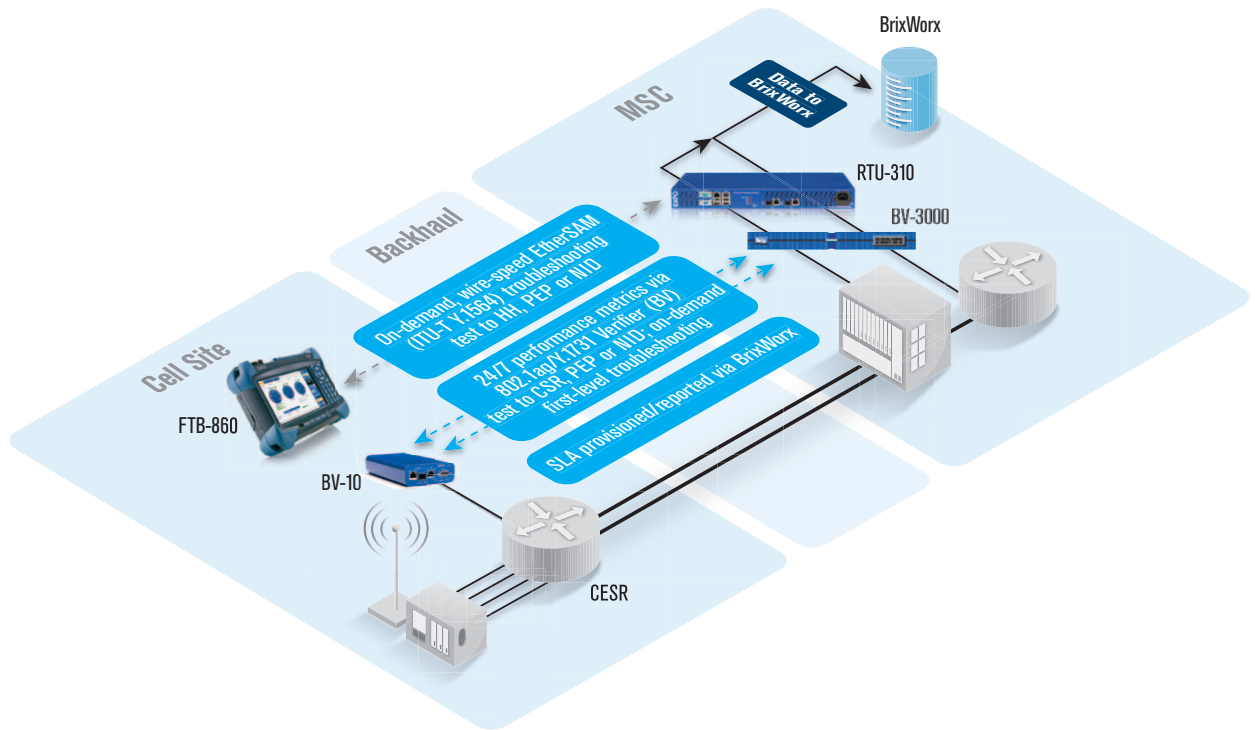 BrixWorx
MSC
Data to
BrixWorx
RTU-310
BV-3000
Backhaul
On-demand, wire-speed EtherSAM
(ITU-T Y.1564) troubleshooting
test to HH, PEP or NID
24/7 performance metrics via
802.1ag/Y.1731 Verifier (BV)
test to CSR, PEP or NID; on-demand
first-level troubleshooting
SLA provisioned/reported via BrixWorx
Cell Site
FTB-860
BV-10
CESR
EXFO